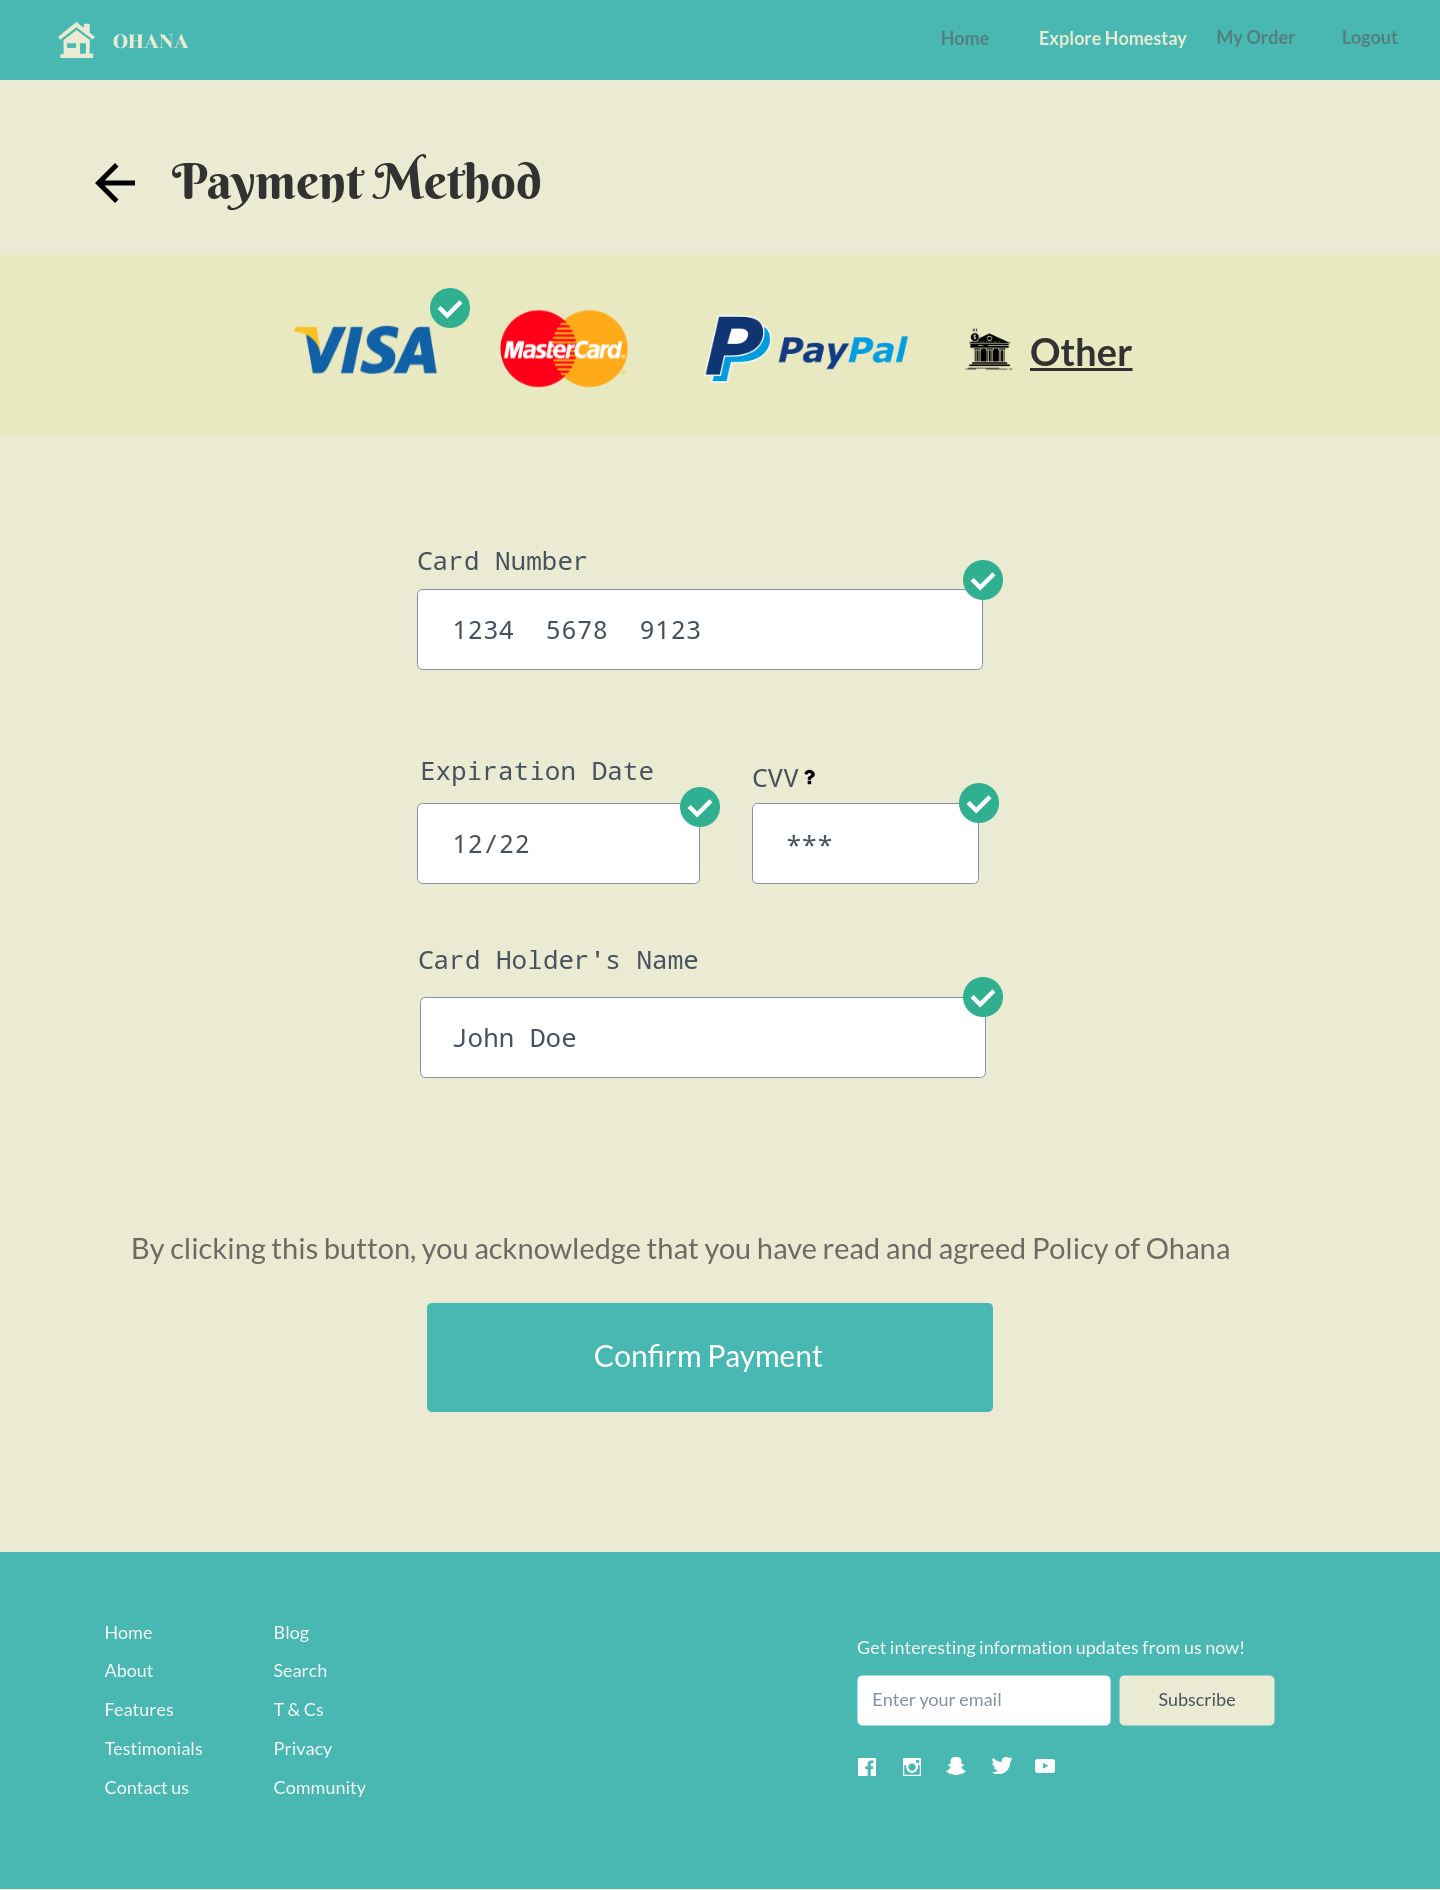 OHANA
Home Explore Homestay My Order Logout
Payment Method
VISA MasterCard PayPal Other
Card Number
1234 5678 9123
Expiration Date CVV ?
12/22 ***
Card Holder's Name
John Doe
By clicking this button, you acknowledge that you have read and agreed Policy of Ohana
Confirm Payment
Home Blog
About Search
Features T & Cs
Testimonials Privacy
Contact us Community
Get interesting information updates from us now!
Enter your email Subscribe